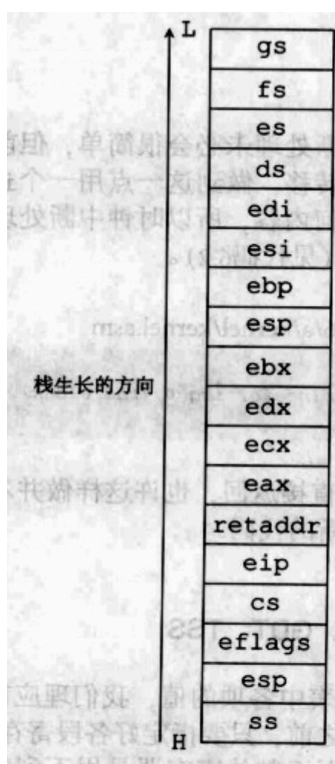 L
gs
fs
es
ds
edi
esi
ebp
esp
栈生长的方向
ebx
edx
ecx
eax
retaddr
eip
cs
eflags
esp
H
ss